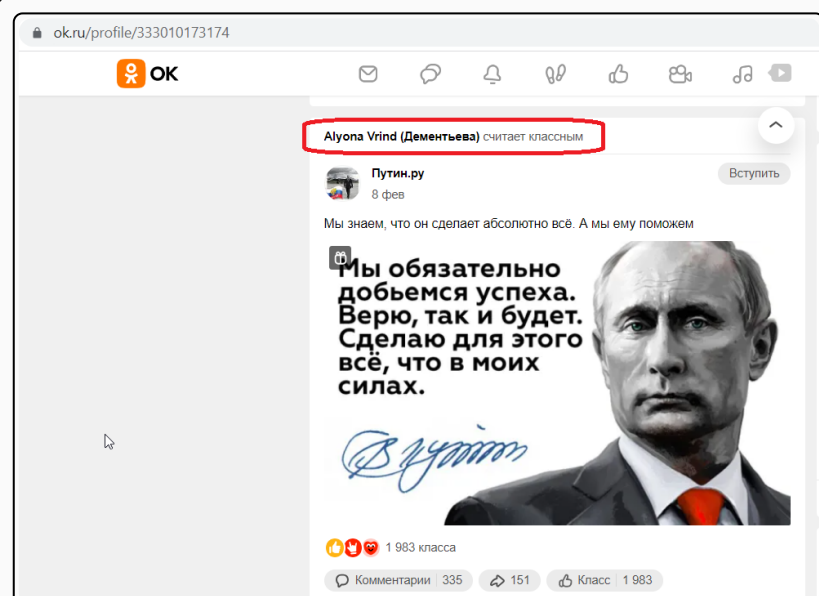 ok.ru/profile/333010173174
ОК
Alyona Vrind (Дементьева) считает классным
Путин.ру
8 фев
Вступить
Мы знаем, что он сделает абсолютно всё. А мы ему поможем
Мы обязательно
добьемся успеха.
Верю, так и будет.
Сделаю для этого
всё, что в моих
силах.
В Путин
1 983 класса
Комментарии 335
151
Класс 1 983